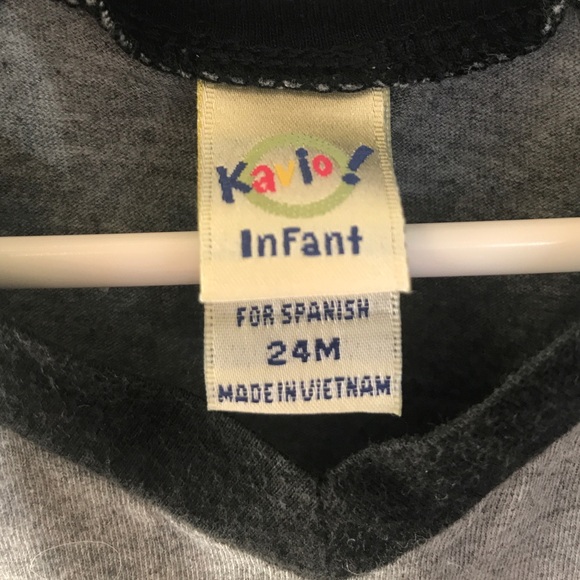 Kavio!
InFant
FOR SPANISH
24M
MADE IN VIETNAM